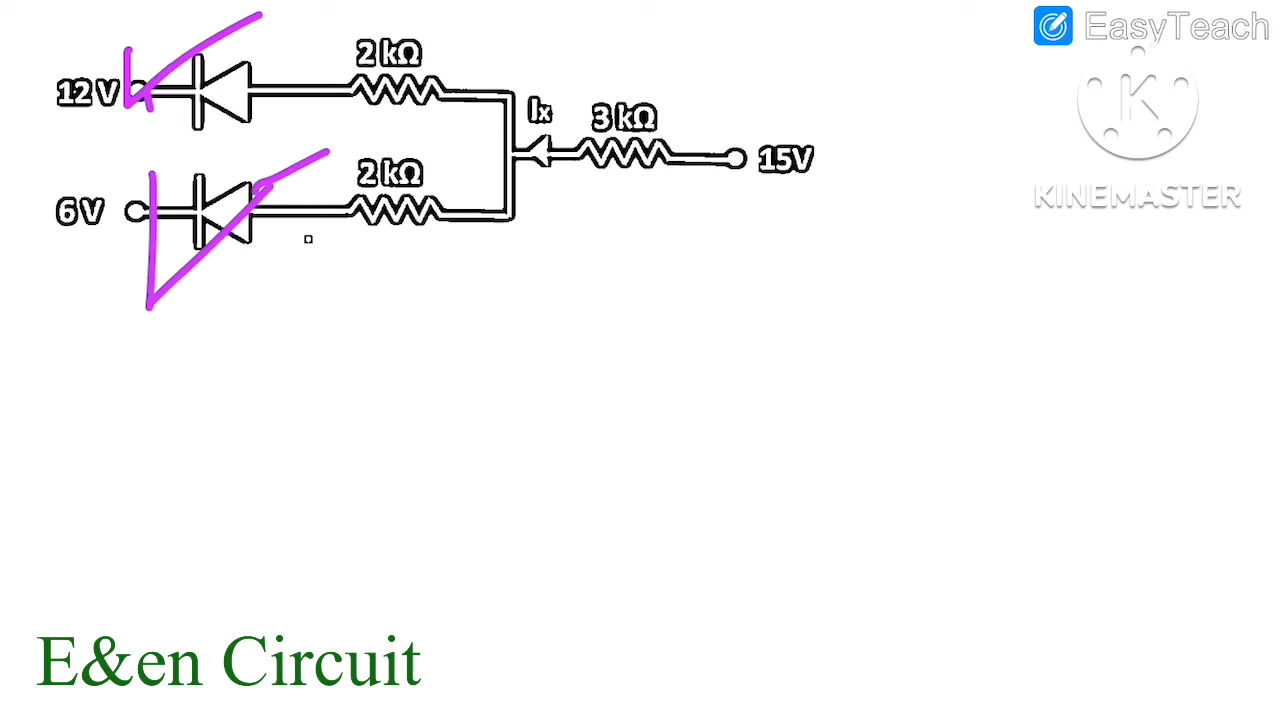 EasyTeach
2 kΩ
12 V
Ix
3 kΩ
15V
2 kΩ
6 V
KINEMASTER
E&en Circuit